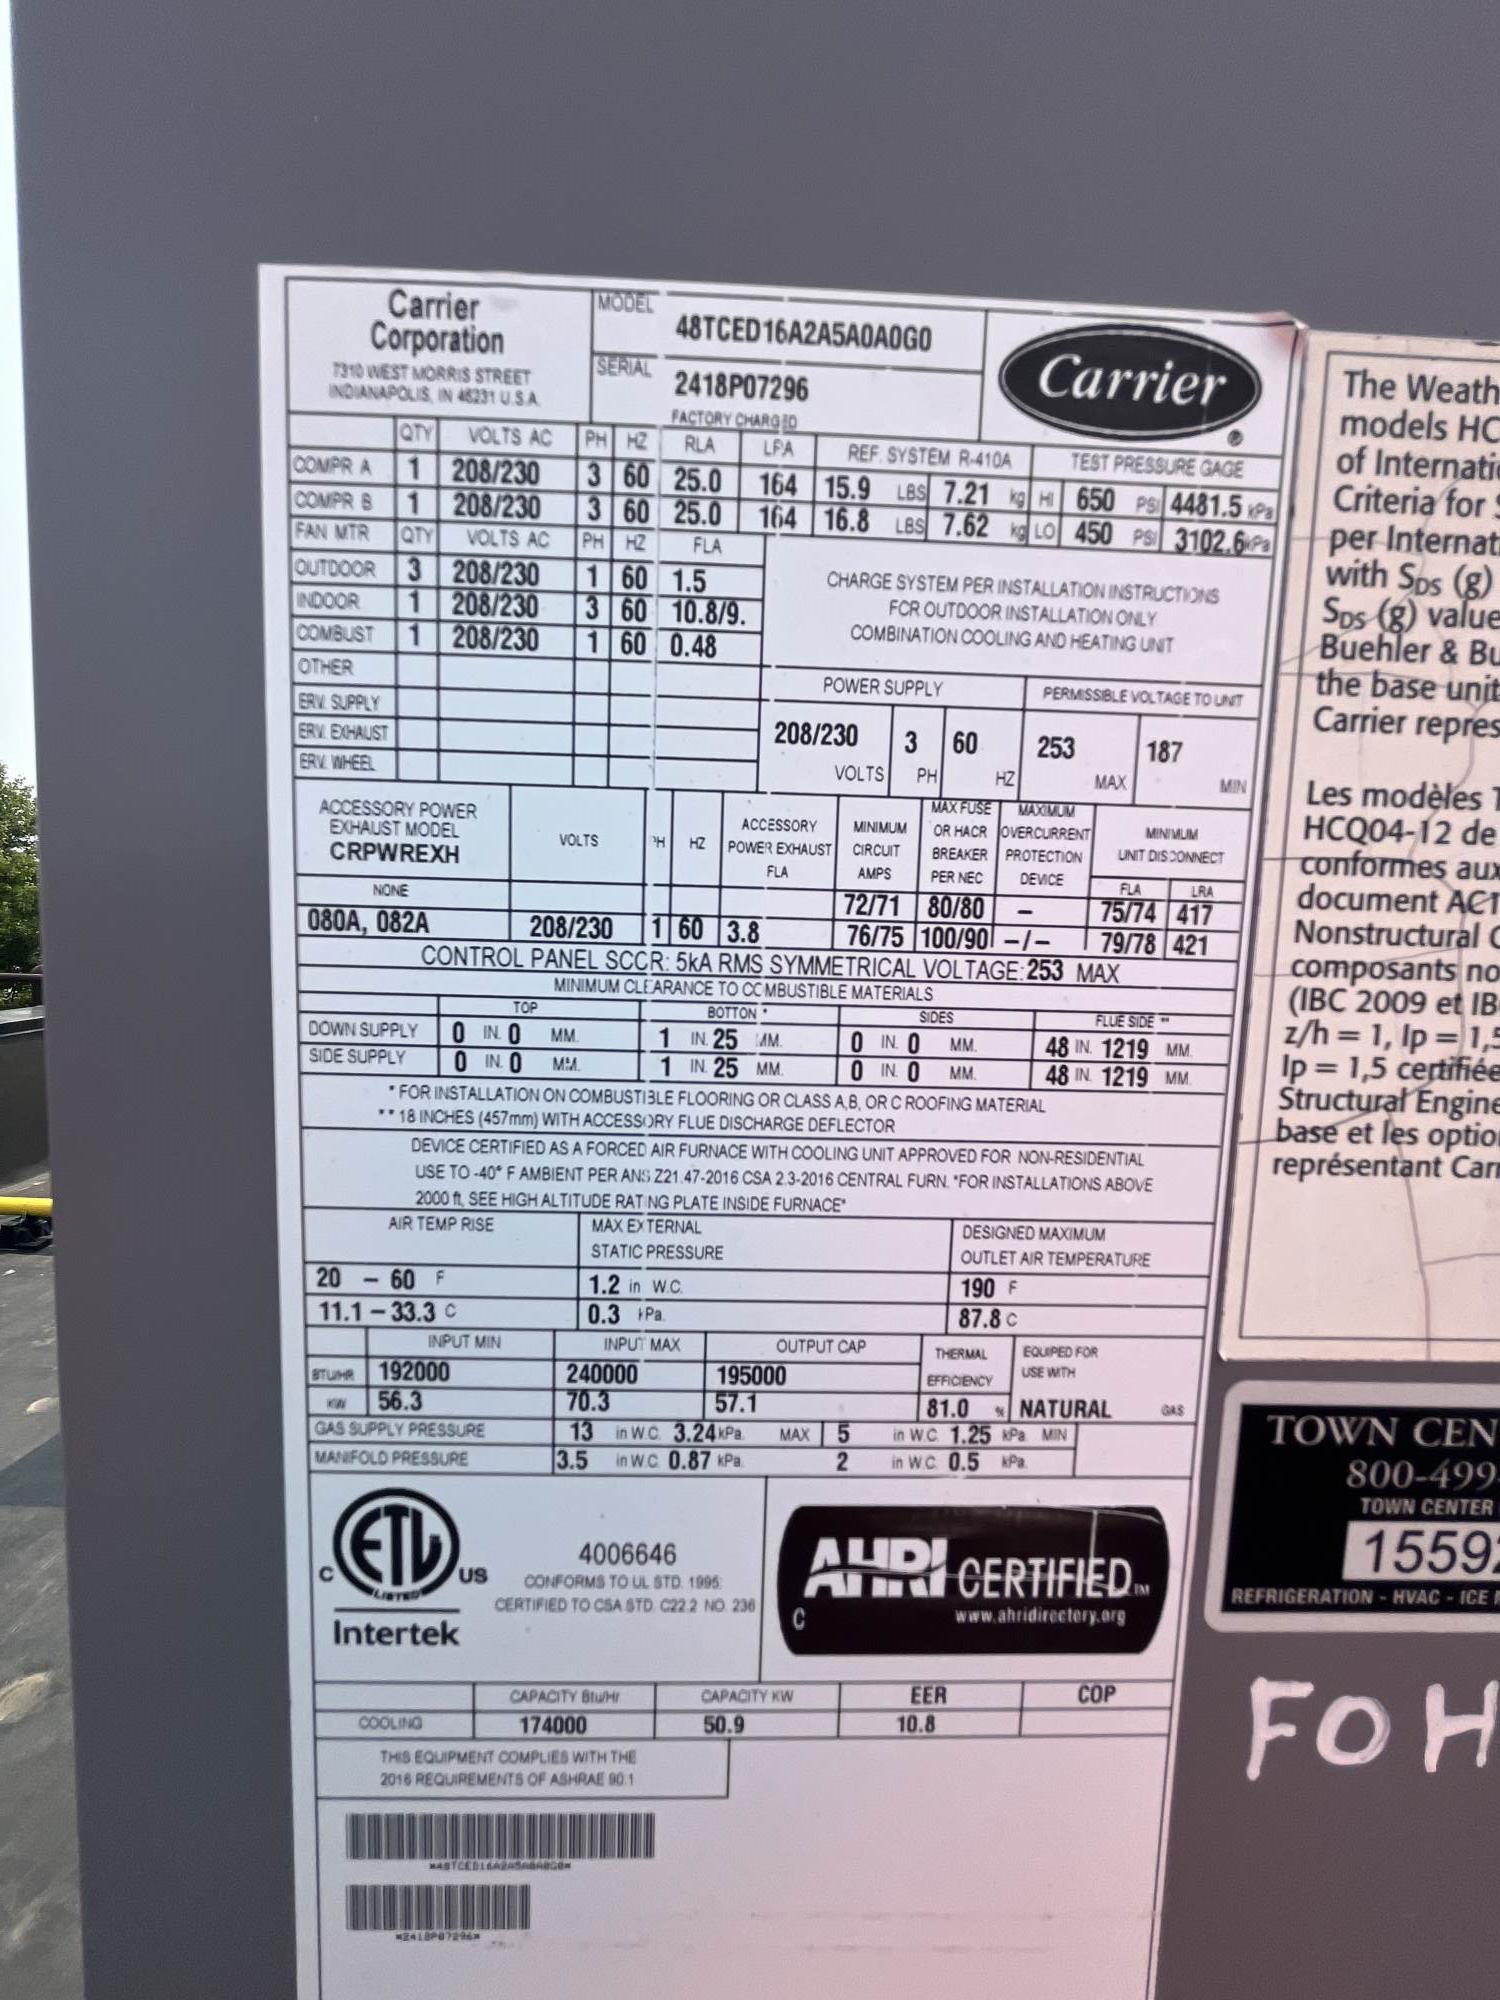 Carrier
Corporation
7310 WEST MORRIS STREET
INDIANAPOLIS, IN 46231 U.S.A.
MODEL 48TCED16A2A5A0A0G0
SERIAL 2418P07296
FACTORY CHARGED
Carrier ®
QTY VOLTS AC PH HZ RLA LRA REF. SYSTEM R-410A TEST PRESSURE GAGE
COMPR A 1 208/230 3 60 25.0 164 15.9 LBS 7.21 kg HI 650 PSI 4481.5 kPa
COMPR B 1 208/230 3 60 25.0 164 16.8 LBS 7.62 kg LO 450 PSI 3102.6 kPa
FAN MTR QTY VOLTS AC PH HZ FLA
OUTDOOR 3 208/230 1 60 1.5
INDOOR 1 208/230 3 60 10.8/9.
COMBUST 1 208/230 1 60 0.48
OTHER
ERV. SUPPLY
ERV. EXHAUST
ERV. WHEEL
CHARGE SYSTEM PER INSTALLATION INSTRUCTIONS
FOR OUTDOOR INSTALLATION ONLY
COMBINATION COOLING AND HEATING UNIT
POWER SUPPLY PERMISSIBLE VOLTAGE TO UNIT
208/230 3 60 253 187
VOLTS PH HZ MAX MIN
ACCESSORY POWER
EXHAUST MODEL
CRPWREXH
VOLTS PH HZ
ACCESSORY
POWER EXHAUST
FLA
MINIMUM
CIRCUIT
AMPS
MAX FUSE
OR HACR
BREAKER
PER NEC
MAXIMUM
OVERCURRENT
PROTECTION
DEVICE
MINIMUM
UNIT DISCONNECT
FLA LRA
NONE 72/71 80/80 – 75/74 417
080A, 082A 208/230 1 60 3.8 76/75 100/90 –/– 79/78 421
CONTROL PANEL SCCR: 5kA RMS SYMMETRICAL VOLTAGE: 253 MAX
MINIMUM CLEARANCE TO COMBUSTIBLE MATERIALS
TOP BOTTON * SIDES FLUE SIDE **
DOWN SUPPLY 0 IN. 0 MM. 1 IN. 25 MM. 0 IN. 0 MM. 48 IN. 1219 MM.
SIDE SUPPLY 0 IN. 0 MM. 1 IN. 25 MM. 0 IN. 0 MM. 48 IN. 1219 MM.
* FOR INSTALLATION ON COMBUSTIBLE FLOORING OR CLASS A,B, OR C ROOFING MATERIAL
** 18 INCHES (457mm) WITH ACCESSORY FLUE DISCHARGE DEFLECTOR
DEVICE CERTIFIED AS A FORCED AIR FURNACE WITH COOLING UNIT APPROVED FOR NON-RESIDENTIAL
USE TO -40° F AMBIENT PER ANS Z21.47-2016 CSA 2.3-2016 CENTRAL FURN. *FOR INSTALLATIONS ABOVE
2000 ft, SEE HIGH ALTITUDE RATING PLATE INSIDE FURNACE*
AIR TEMP RISE
MAX EXTERNAL
STATIC PRESSURE
DESIGNED MAXIMUM
OUTLET AIR TEMPERATURE
20 – 60 F 1.2 in W.C. 190 F
11.1 – 33.3 C 0.3 kPa. 87.8 C
INPUT MIN INPUT MAX OUTPUT CAP
THERMAL
EFFICIENCY
EQUIPED FOR
USE WITH
BTU/HR 192000 240000 195000
KW 56.3 70.3 57.1 81.0 % NATURAL GAS
GAS SUPPLY PRESSURE 13 in W.C. 3.24 kPa. MAX 5 in W.C. 1.25 kPa. MIN
MANIFOLD PRESSURE 3.5 in W.C. 0.87 kPa. 2 in W.C. 0.5 kPa.
C ETL US
LISTED
Intertek
4006646
CONFORMS TO UL STD. 1995:
CERTIFIED TO CSA STD. C22.2 NO. 236
AHRI CERTIFIED™
C www.ahridirectory.org
CAPACITY Btu/Hr CAPACITY KW EER COP
COOLING 174000 50.9 10.8
THIS EQUIPMENT COMPLIES WITH THE
2016 REQUIREMENTS OF ASHRAE 90.1
*48TCED16A2A5A0A0G0*
*2418P07296*
The Weath
models HC
of Internatio
Criteria for S
per Internat
with SDS (g)
SDS (g) value
Buehler & Bu
the base unit
Carrier repres
Les modèles T
HCQ04-12 de
conformes aux
document AC1
Nonstructural C
composants no
(IBC 2009 et IB
z/h = 1, Ip = 1,5
Ip = 1,5 certifiée
Structural Engine
base et les option
représentant Carr
TOWN CEN
800-499-
TOWN CENTER
15592
REFRIGERATION - HVAC - ICE
FOH